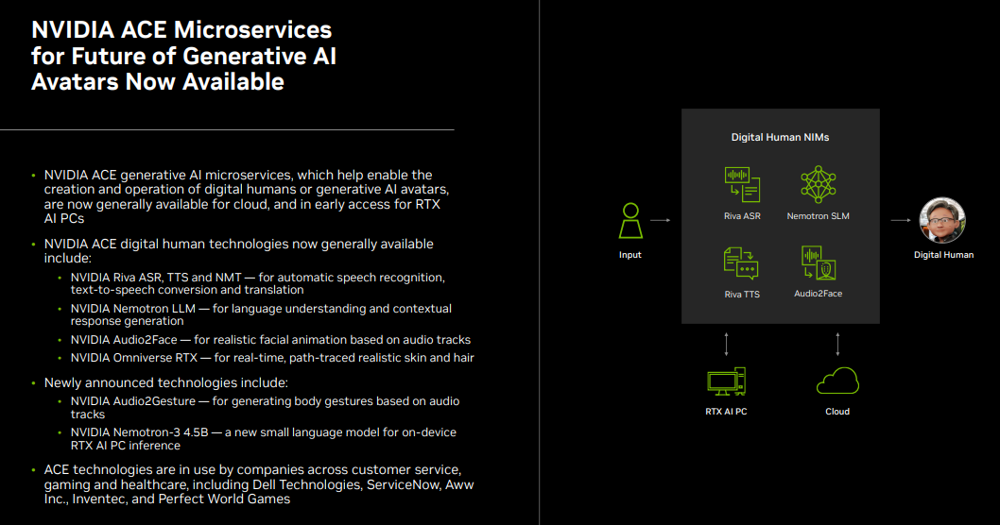 NVIDIA ACE Microservices
for Future of Generative AI
Avatars Now Available
• NVIDIA ACE generative AI microservices, which help enable the
creation and operation of digital humans or generative AI avatars,
are now generally available for cloud, and in early access for RTX
AI PCs
• NVIDIA ACE digital human technologies now generally available
include:
• NVIDIA Riva ASR, TTS and NMT — for automatic speech recognition,
text-to-speech conversion and translation
• NVIDIA Nemotron LLM — for language understanding and contextual
response generation
• NVIDIA Audio2Face — for realistic facial animation based on audio tracks
• NVIDIA Omniverse RTX — for real-time, path-traced realistic skin and hair
• Newly announced technologies include:
• NVIDIA Audio2Gesture — for generating body gestures based on audio
tracks
• NVIDIA Nemotron-3 4.5B — a new small language model for on-device
RTX AI PC inference
• ACE technologies are in use by companies across customer service,
gaming and healthcare, including Dell Technologies, ServiceNow, Aww
Inc., Inventec, and Perfect World Games
Digital Human NIMs
Riva ASR
Nemotron SLM
Input
Digital Human
Riva TTS
Audio2Face
RTX AI PC
Cloud